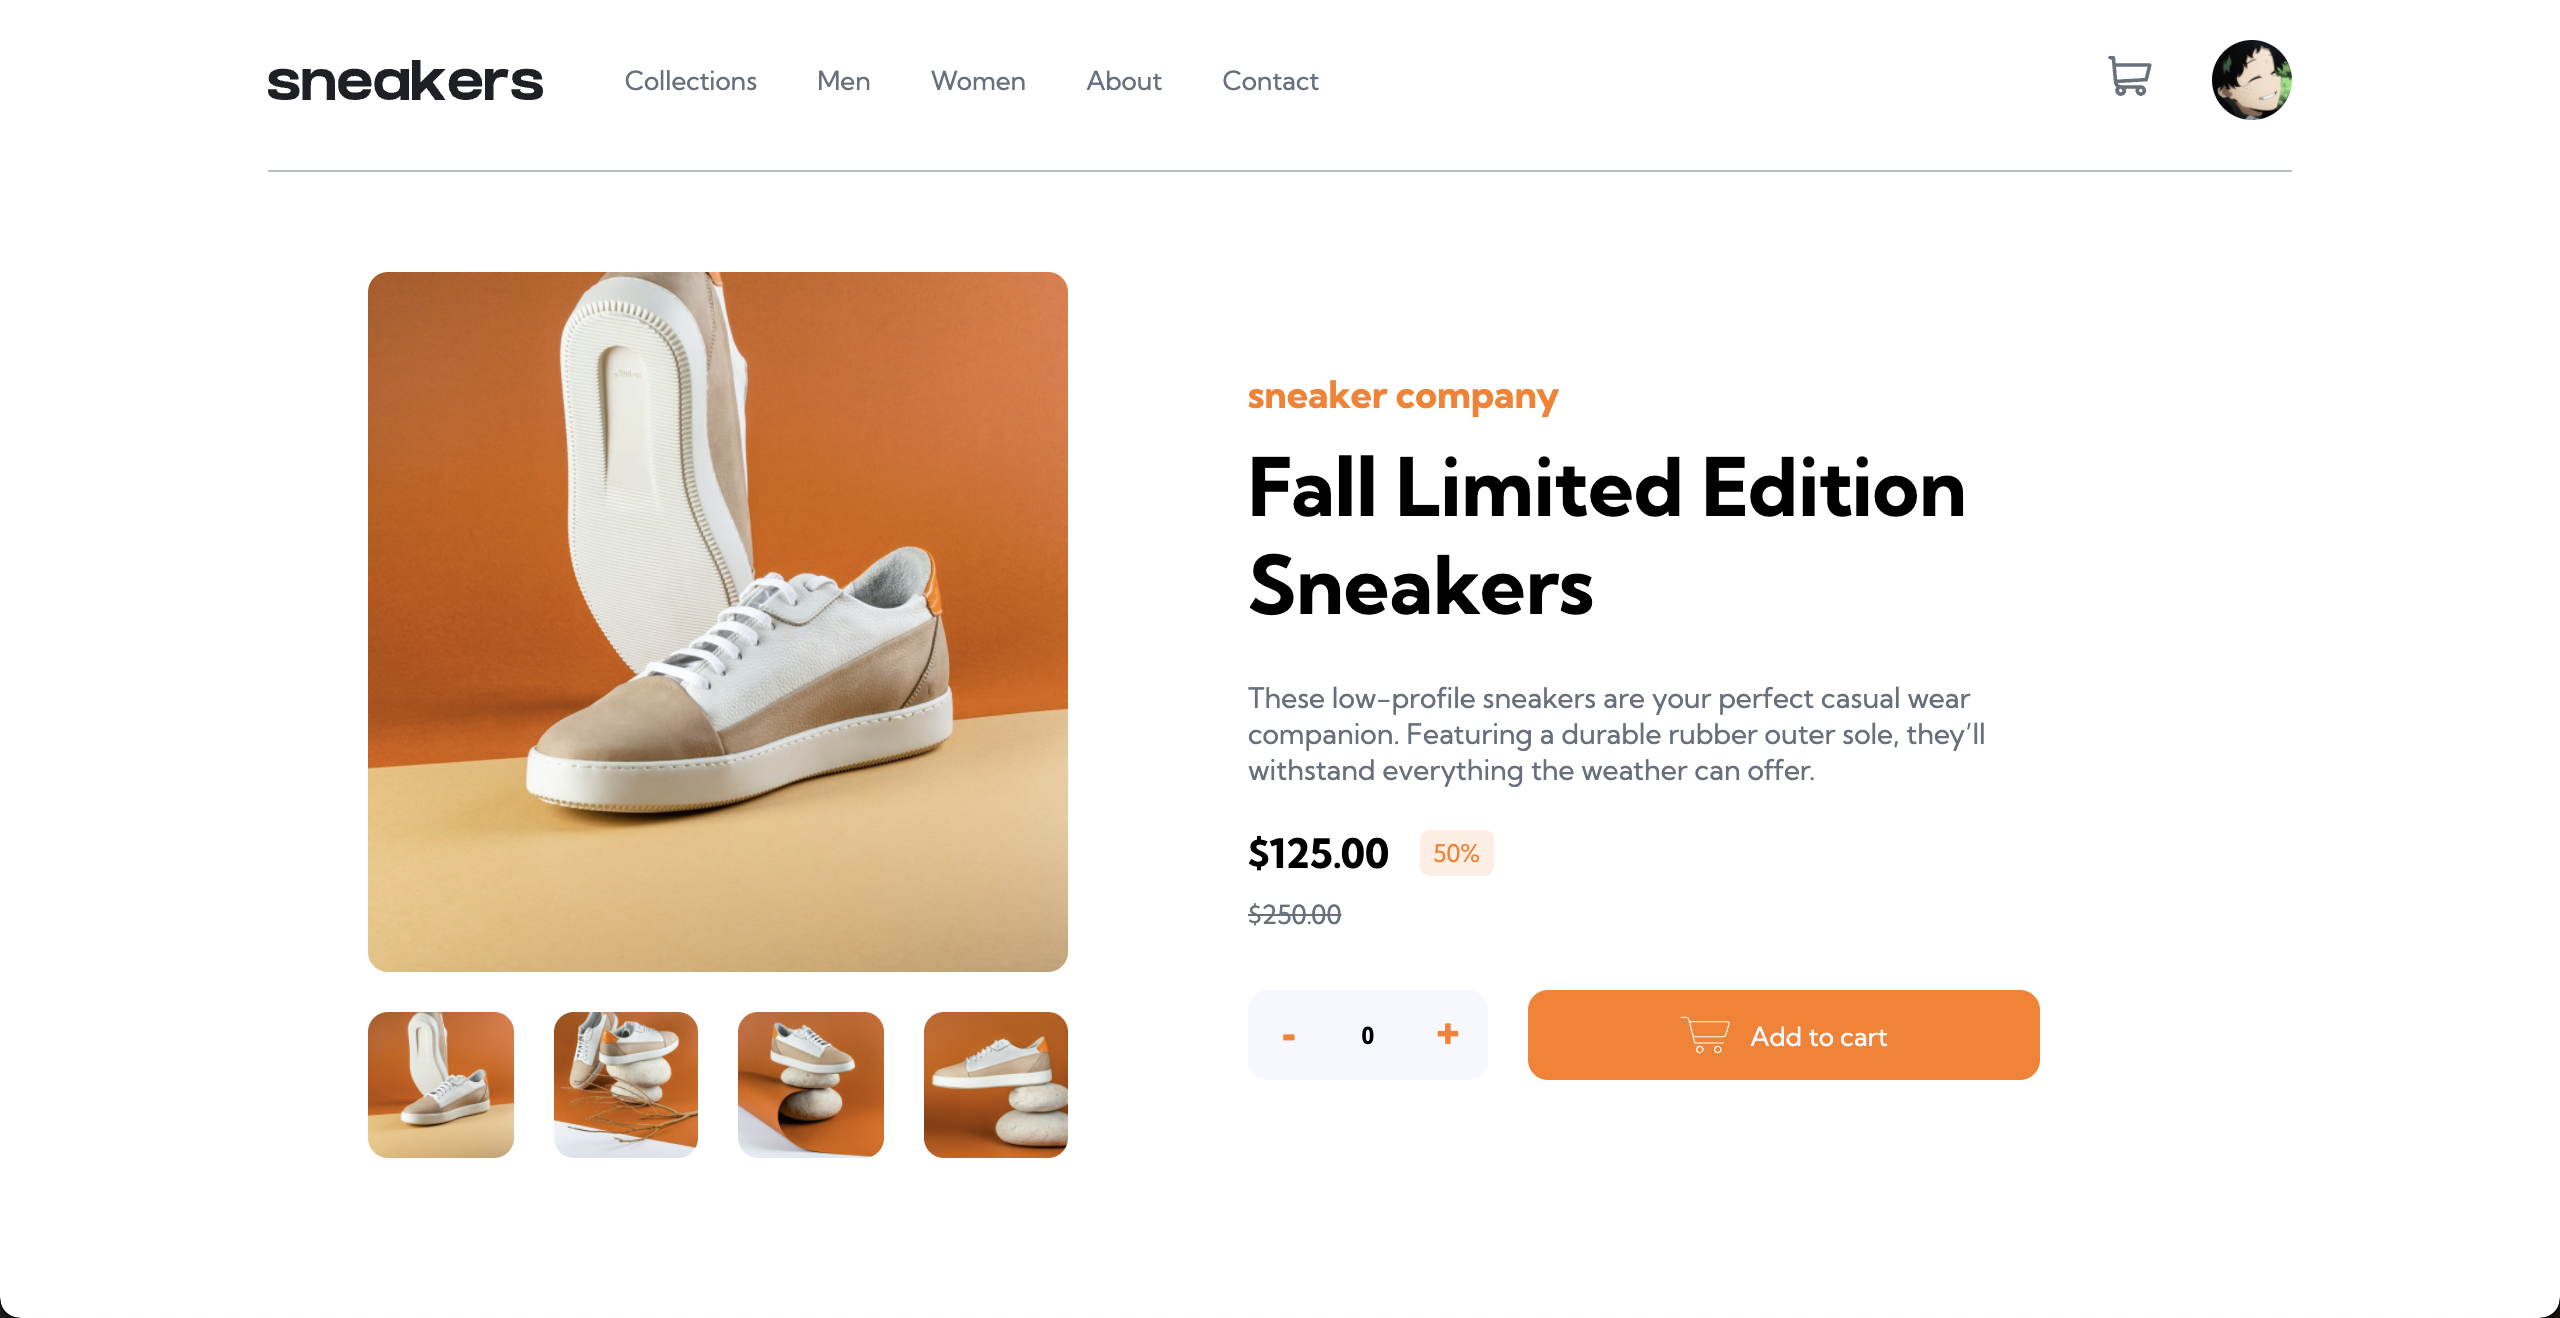 sneakers
Collections Men Women About Contact
sneaker company
Fall Limited Edition
Sneakers
These low-profile sneakers are your perfect casual wear
companion. Featuring a durable rubber outer sole, they’ll
withstand everything the weather can offer.
$125.00 50%
$250.00
- 0 +
Add to cart